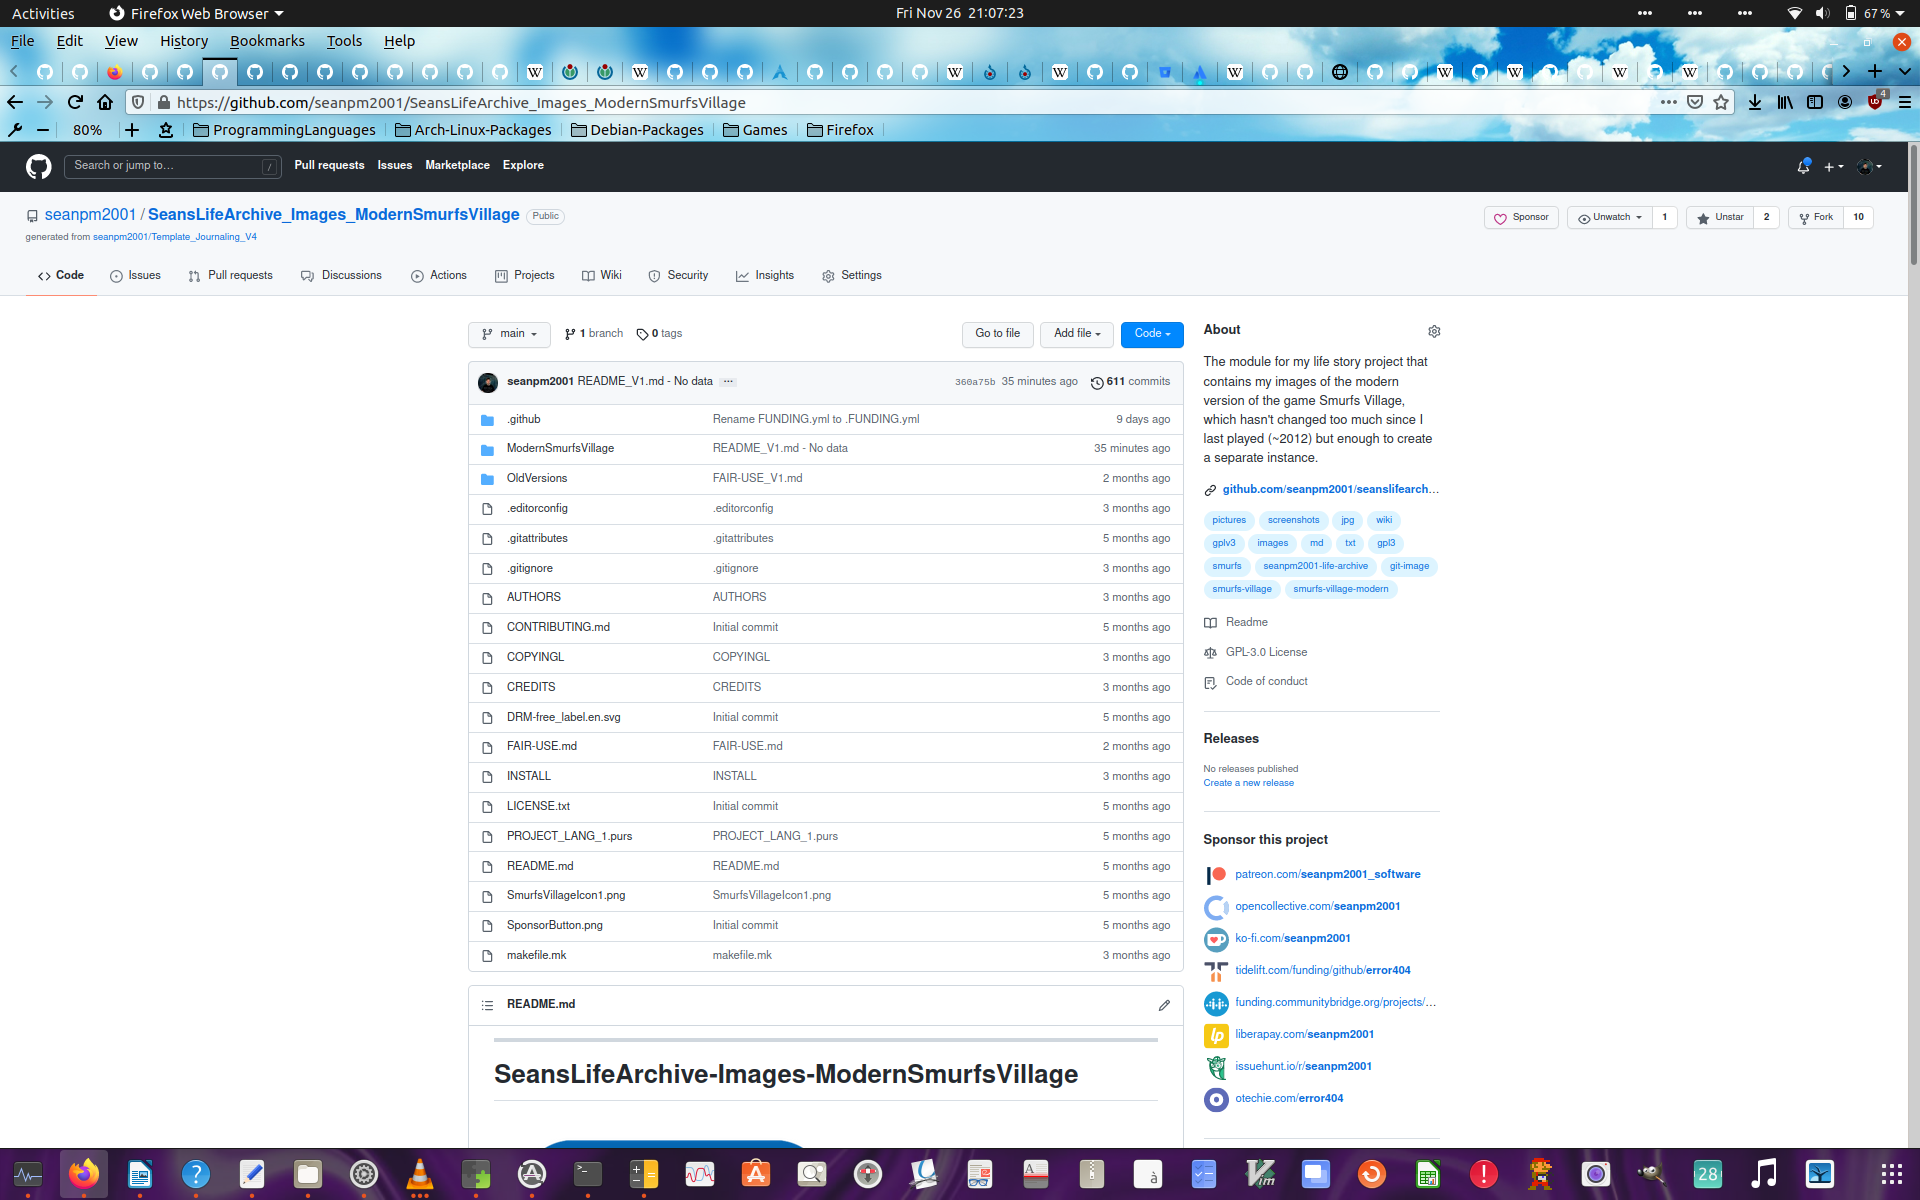 Activities
Firefox Web Browser
Fri Nov 26 21:07:23
67 %
File Edit View History Bookmarks Tools Help
https://github.com/seanpm2001/SeansLifeArchive_Images_ModernSmurfsVillage
4
80%
ProgrammingLanguages
Arch-Linux-Packages
Debian-Packages
Games
Firefox
Search or jump to…
/
Pull requests Issues Marketplace Explore
seanpm2001 / SeansLifeArchive_Images_ModernSmurfsVillage Public
Sponsor
Unwatch 1
Unstar 2
Fork 10
generated from seanpm2001/Template_Journaling_V4
Code Issues Pull requests Discussions Actions Projects Wiki Security Insights Settings
main
1 branch
0 tags
Go to file
Add file
Code
seanpm2001 README_V1.md - No data ···
360a75b 35 minutes ago 611 commits
.github Rename FUNDING.yml to .FUNDING.yml 9 days ago
ModernSmurfsVillage README_V1.md - No data 35 minutes ago
OldVersions FAIR-USE_V1.md 2 months ago
.editorconfig .editorconfig 3 months ago
.gitattributes .gitattributes 5 months ago
.gitignore .gitignore 3 months ago
AUTHORS AUTHORS 3 months ago
CONTRIBUTING.md Initial commit 5 months ago
COPYINGL COPYINGL 3 months ago
CREDITS CREDITS 3 months ago
DRM-free_label.en.svg Initial commit 5 months ago
FAIR-USE.md FAIR-USE.md 2 months ago
INSTALL INSTALL 3 months ago
LICENSE.txt Initial commit 5 months ago
PROJECT_LANG_1.purs PROJECT_LANG_1.purs 5 months ago
README.md README.md 5 months ago
SmurfsVillageIcon1.png SmurfsVillageIcon1.png 5 months ago
SponsorButton.png Initial commit 5 months ago
makefile.mk makefile.mk 3 months ago
README.md
SeansLifeArchive-Images-ModernSmurfsVillage
About
The module for my life story project that
contains my images of the modern
version of the game Smurfs Village,
which hasn't changed too much since I
last played (~2012) but enough to create
a separate instance.
github.com/seanpm2001/seanslifearch…
pictures screenshots jpg wiki
gplv3 images md txt gpl3
smurfs seanpm2001-life-archive git-image
smurfs-village smurfs-village-modern
Readme
GPL-3.0 License
Code of conduct
Releases
No releases published
Create a new release
Sponsor this project
patreon.com/seanpm2001_software
opencollective.com/seanpm2001
ko-fi.com/seanpm2001
tidelift.com/funding/github/error404
funding.communitybridge.org/projects/…
lp liberapay.com/seanpm2001
issuehunt.io/r/seanpm2001
otechie.com/error404
28